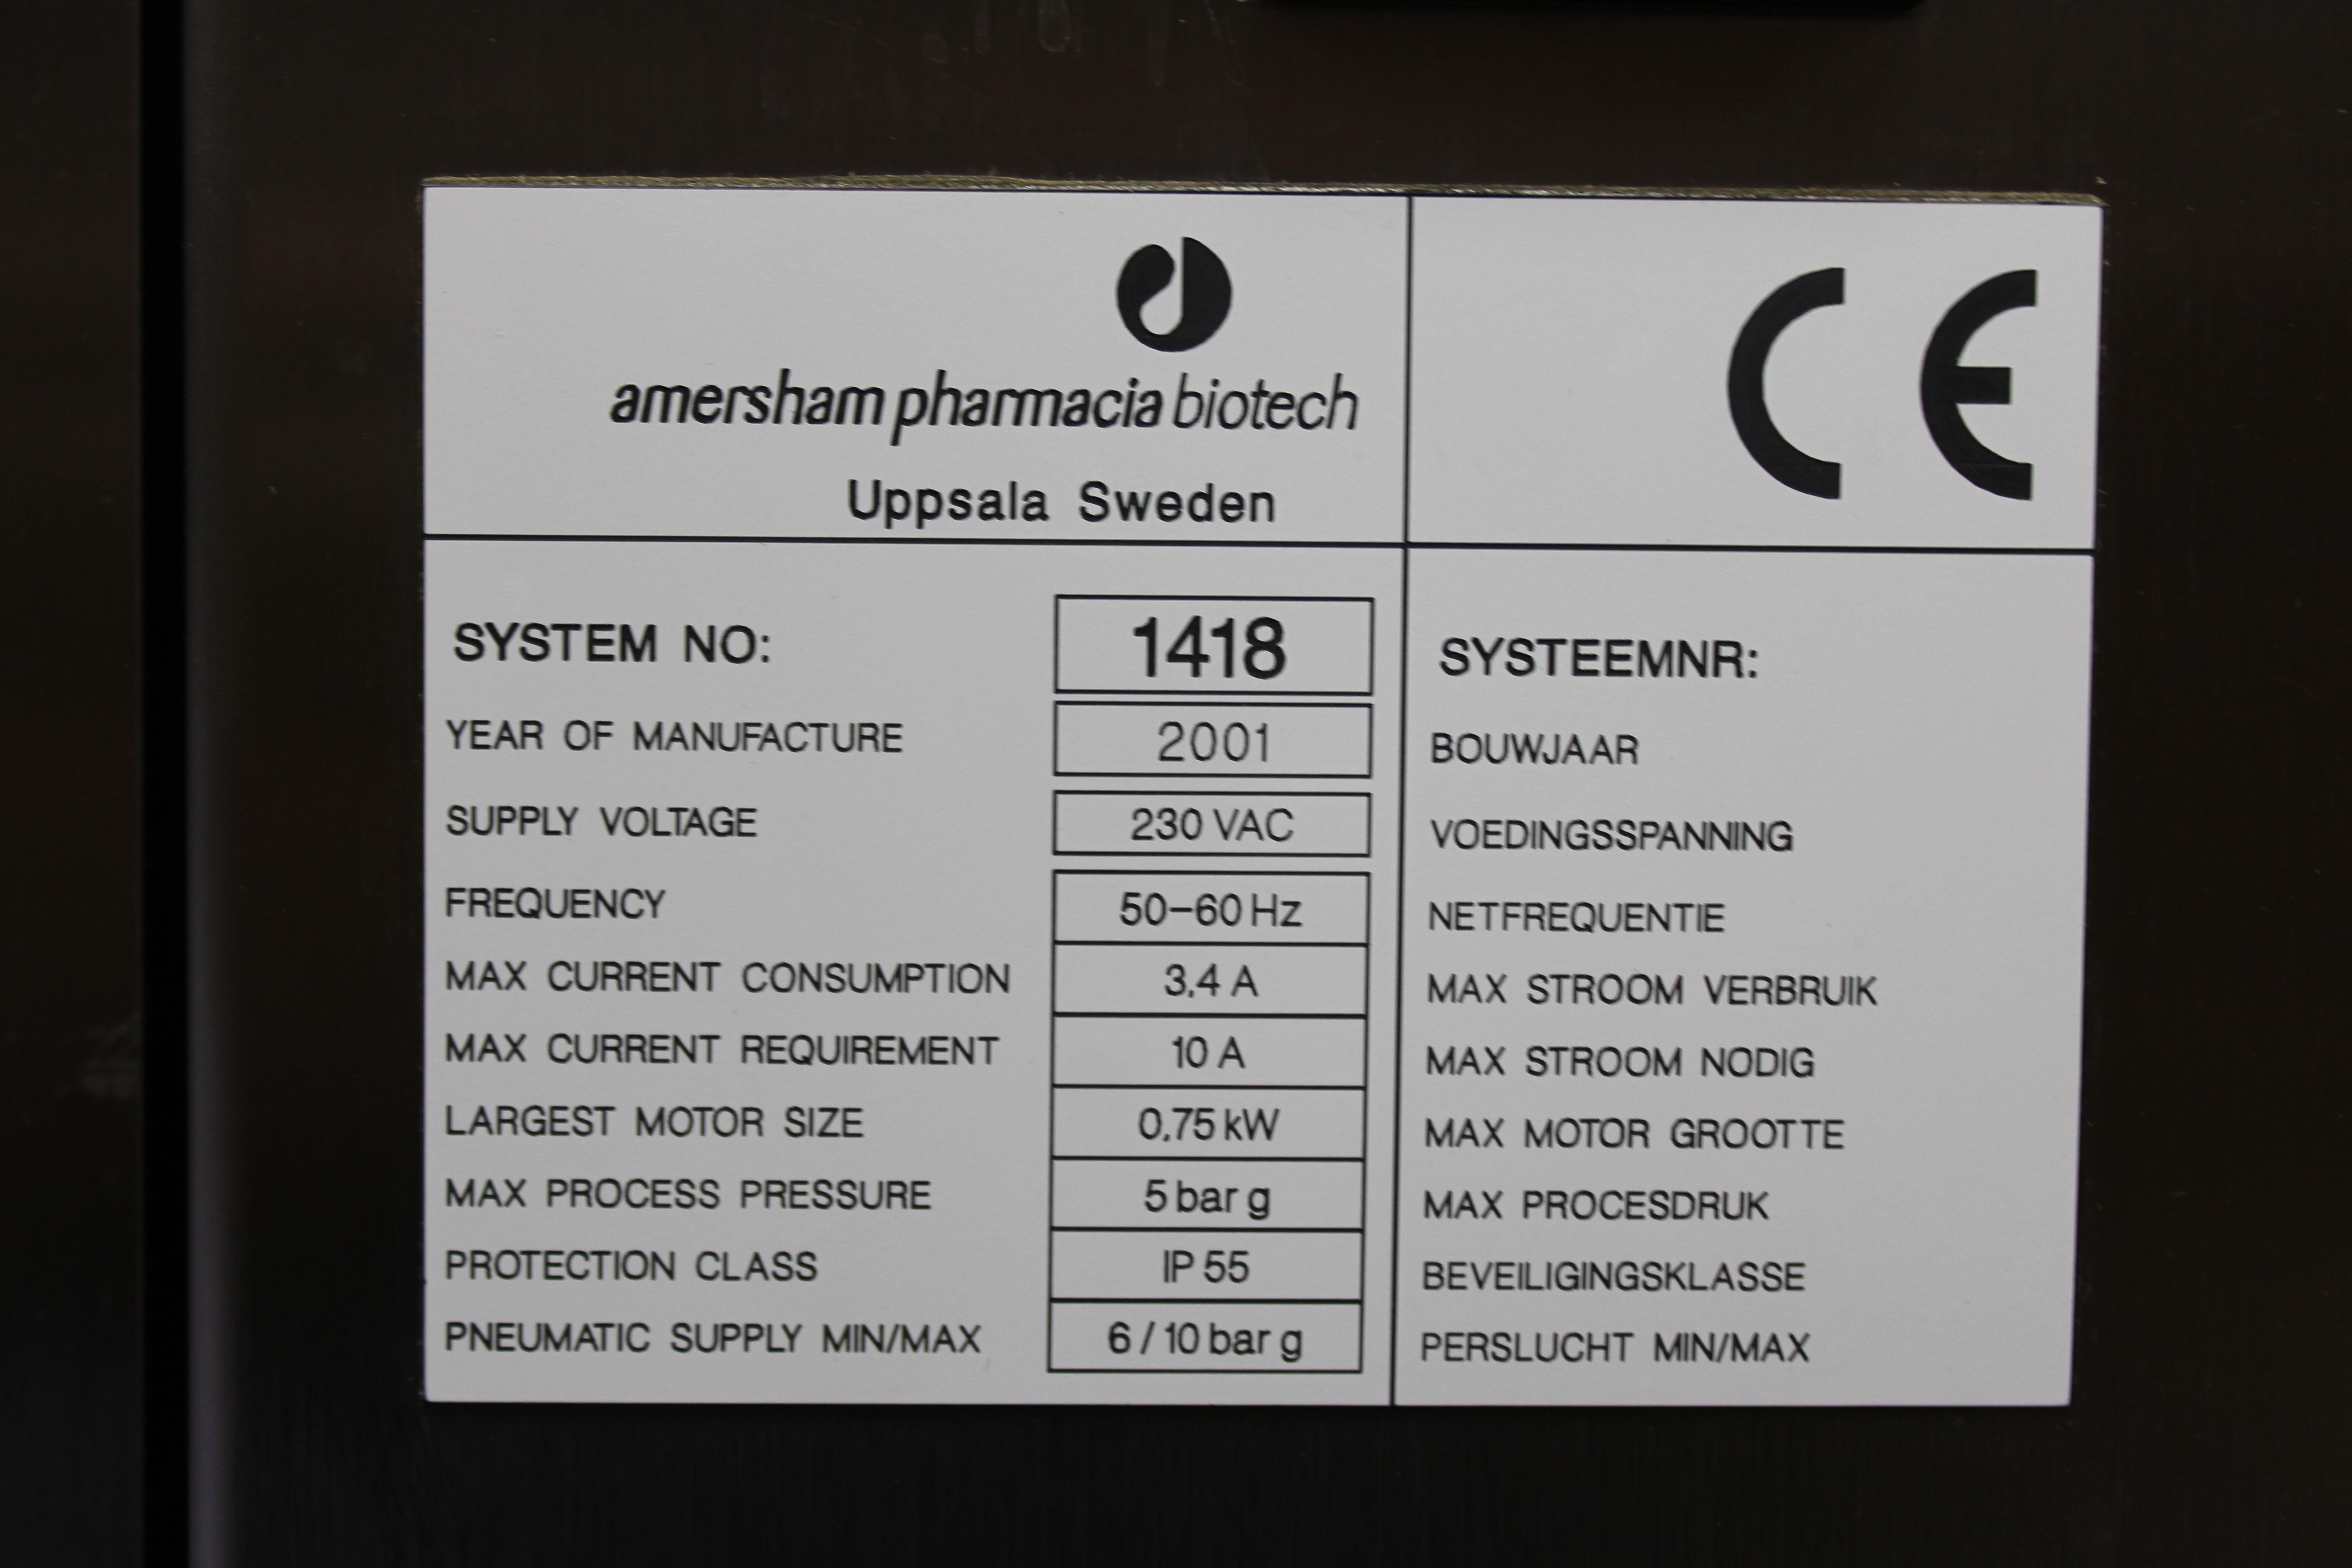 amersham pharmacia biotech
Uppsala Sweden
CE
SYSTEM NO: 1418 SYSTEEMNR:
YEAR OF MANUFACTURE 2001 BOUWJAAR
SUPPLY VOLTAGE 230 VAC VOEDINGSSPANNING
FREQUENCY 50-60 Hz NETFREQUENTIE
MAX CURRENT CONSUMPTION 3,4 A MAX STROOM VERBRUIK
MAX CURRENT REQUIREMENT 10 A MAX STROOM NODIG
LARGEST MOTOR SIZE 0,75 kW MAX MOTOR GROOTTE
MAX PROCESS PRESSURE 5 bar g MAX PROCESDRUK
PROTECTION CLASS IP 55 BEVEILIGINGSKLASSE
PNEUMATIC SUPPLY MIN/MAX 6 / 10 bar g PERSLUCHT MIN/MAX